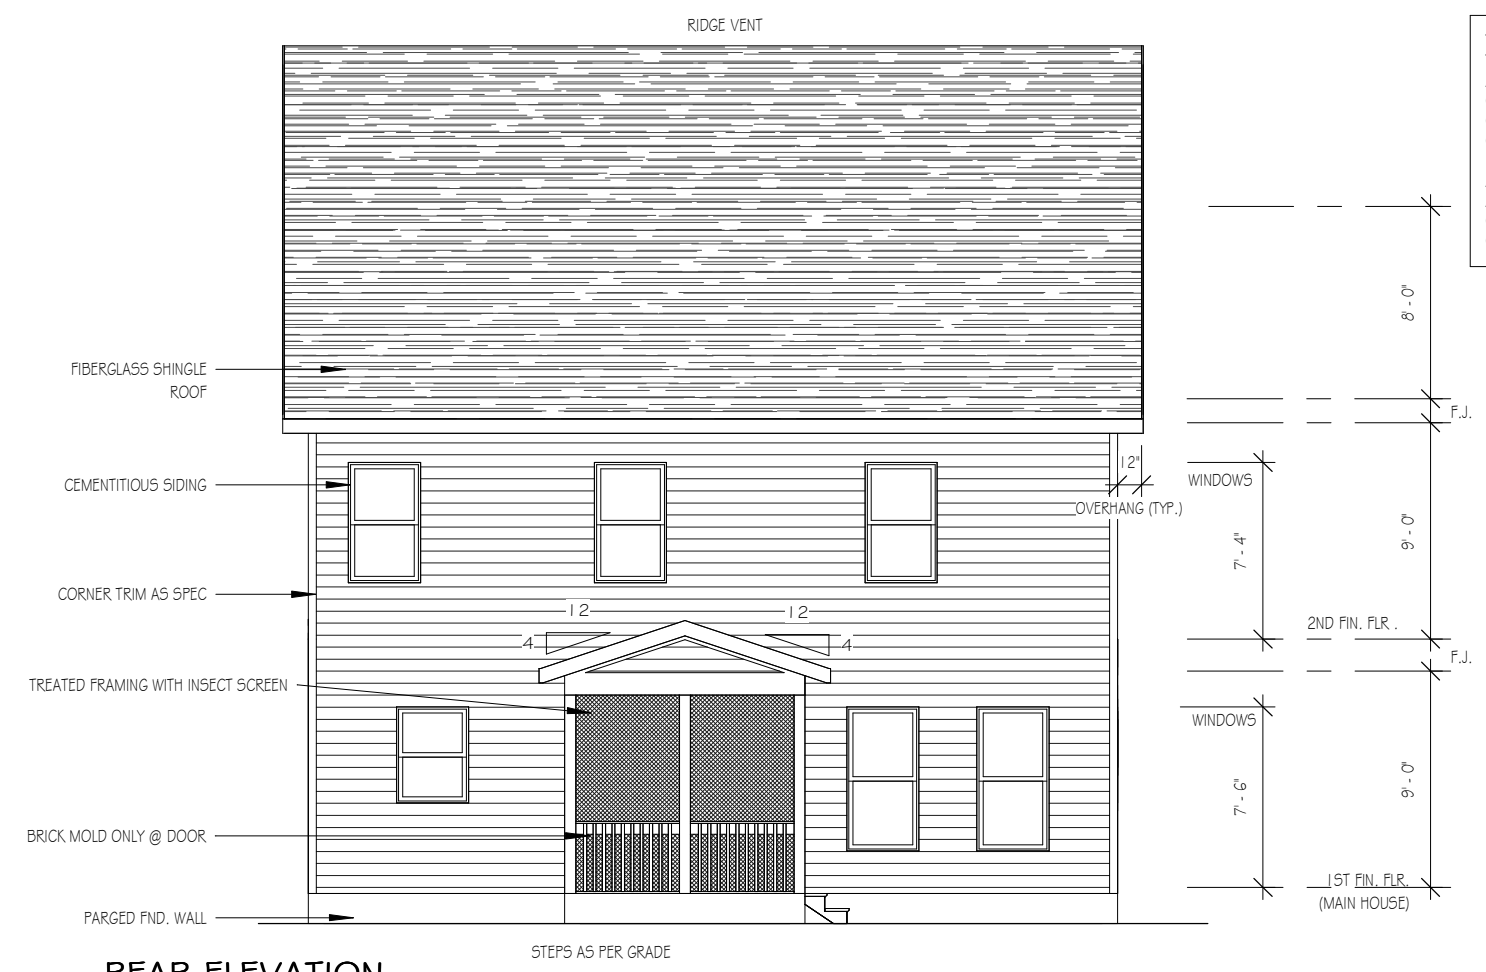 RIDGE VENT
8' - 0"
FIBERGLASS SHINGLE
ROOF
F.J.
12"
CEMENTITIOUS SIDING
WINDOWS
OVERHANG (TYP.)
9' - 0"
7' - 4"
CORNER TRIM AS SPEC
12
12
2ND FIN. FLR .
4
4
F.J.
TREATED FRAMING WITH INSECT SCREEN
WINDOWS
9' - 0"
7' - 6"
BRICK MOLD ONLY @ DOOR
1ST FIN. FLR.
(MAIN HOUSE)
PARGED FND. WALL
STEPS AS PER GRADE
REAR ELEVATION